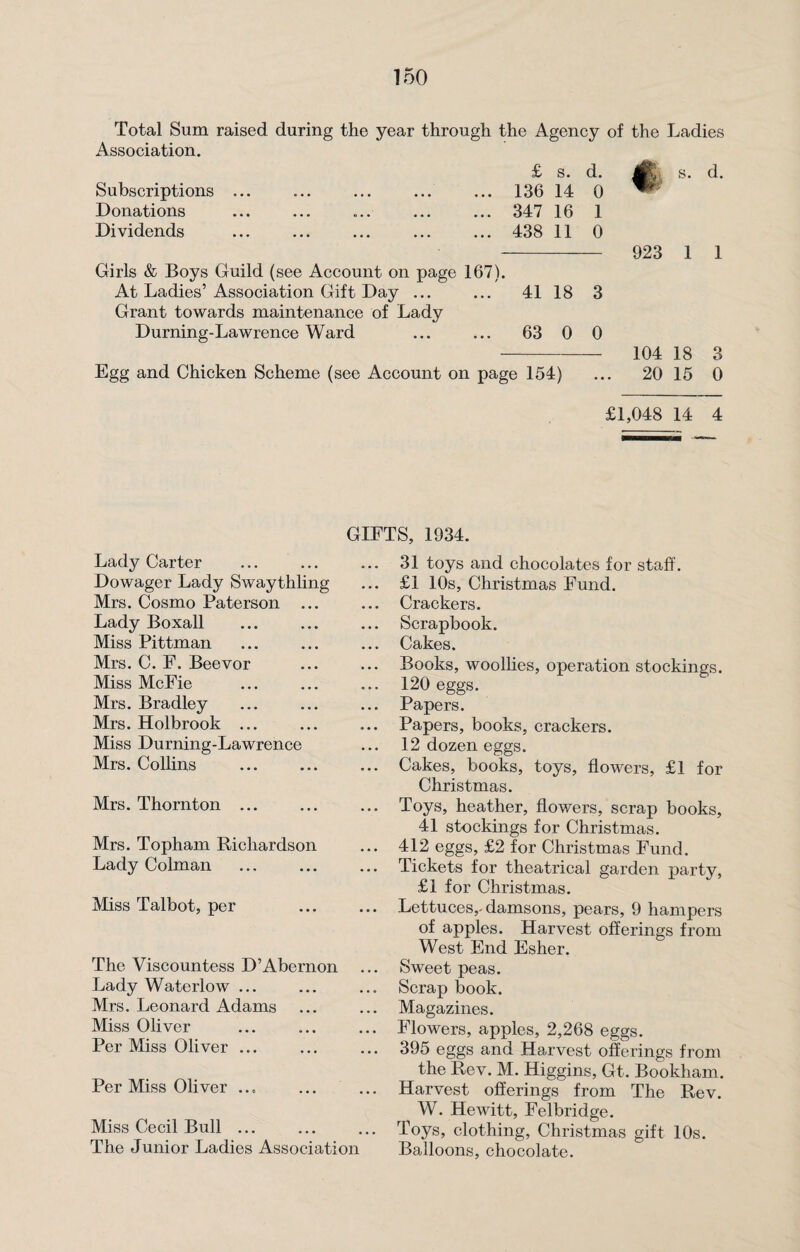 150
Total Sum raised during the year through the Agency of the Ladies
Association.
£ s. d. s. d.
Subscriptions ... ... ... ... ... 136 14 0
Donations ... ... ... ... ... 347 16 1
Dividends ... ... ... ... ... 438 11 0
923 1 1
Girls & Boys Guild (see Account on page 167).
At Ladies’ Association Gift Day ... ... 41 18 3
Grant towards maintenance of Lady
Durning-Lawrence Ward ... ... 63 0 0
104 18 3
Egg and Chicken Scheme (see Account on page 154) ... 20 15 0
£1,048 14 4
GIFTS, 1934.
Lady Carter ... ... ... 31 toys and chocolates for staff.
Dowager Lady Swaythling ... £1 10s, Christmas Fund.
Mrs. Cosmo Paterson ... ... Crackers.
Lady Boxall ... ... ... Scrapbook.
Miss Pittman ... ... ... Cakes.
Mrs. C. F. Beevor ... ... Books, woollies, operation stockings.
Miss McFie ... ... ... 120 eggs.
Mrs. Bradley ... ... ... Papers.
Mrs. Holbrook ... ... ... Papers, books, crackers.
Miss Durning-Lawrence ... 12 dozen eggs.
Mrs. Collins ... ... ... Cakes, books, toys, flowers, £1 for
Christmas.
Mrs. Thornton ... ... ... Toys, heather, flowers, scrap books,
41 stockings for Christmas.
Mrs. Topham Richardson ... 412 eggs, £2 for Christmas Fund.
Lady Colman ... ... ... Tickets for theatrical garden party,
£1 for Christmas.
Miss Talbot, per ... ... Lettuces, damsons, pears, 9 hampers
of apples. Harvest offerings from
West End Esher.
The Viscountess D’Abernon ... Sweet peas.
Lady Waterlow ... ... ... Scrap book.
Mrs. Leonard Adams ... ... Magazines.
Miss Oliver ... ... ... Flowers, apples, 2,268 eggs.
Per Miss Oliver ... ... ... 395 eggs and Harvest offerings from
the Rev. M. Higgins, Gt. Bookham.
Per Miss Oliver ... ... ... Harvest offerings from The Rev.
W. Hewitt, Felbridge.
Miss Cecil Bull ... ... ... Toys, clothing, Christmas gift 10s.
The Junior Ladies Association Balloons, chocolate.